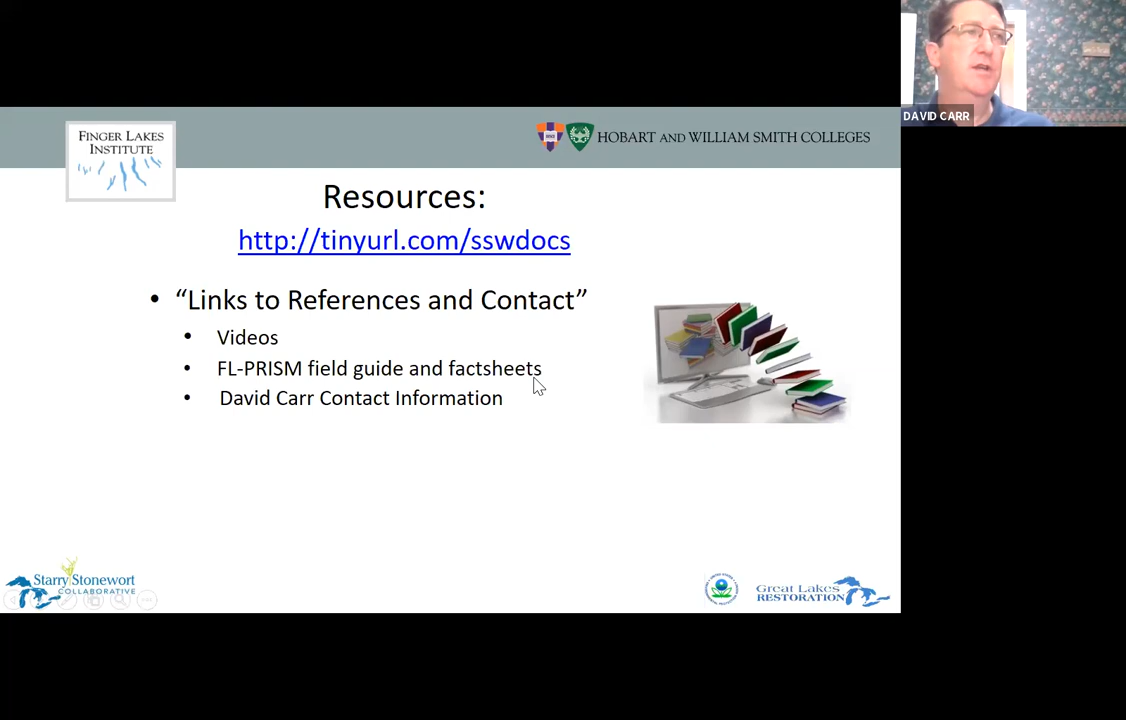 DAVID CARR
FINGER LAKES
INSTITUTE
HOBART AND WILLIAM SMITH COLLEGES
Resources:
http://tinyurl.com/sswdocs
• “Links to References and Contact”
• Videos
• FL-PRISM field guide and factsheets
• David Carr Contact Information
Starry Stonewort
COLLABORATIVE
Great Lakes
RESTORATION